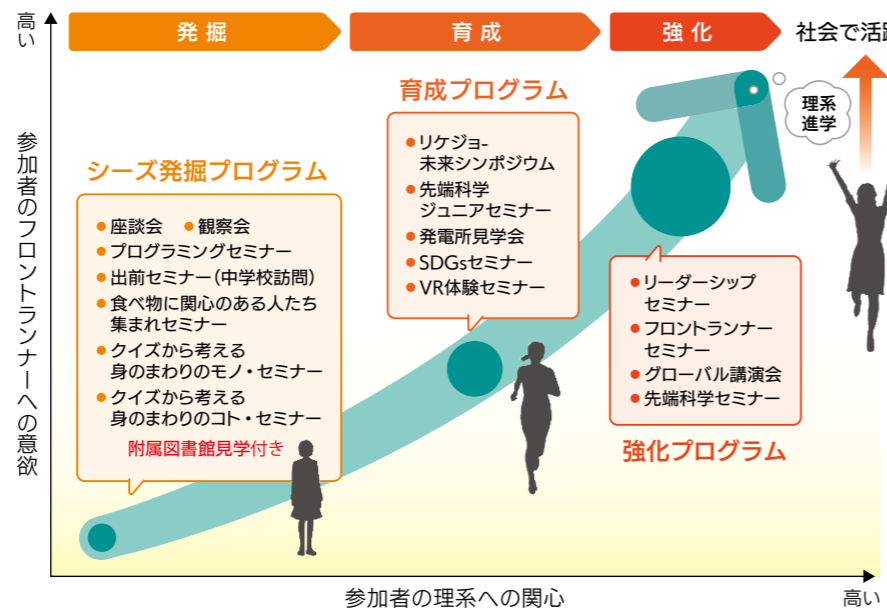 高い
発掘
育成
強化
社会で活
参加者のフロントランナーへの意欲
シーズ発掘プログラム
●座談会 ●観察会
●プログラミングセミナー
●出前セミナー（中学校訪問）
●食べ物に関心のある人たち
集まれセミナー
●クイズから考える
身のまわりのモノ・セミナー
●クイズから考える
身のまわりのコト・セミナー
附属図書館見学付き
育成プログラム
●リケジョ-
未来シンポジウム
●先端科学
ジュニアセミナー
●発電所見学会
●SDGsセミナー
●VR体験セミナー
理系
進学
●リーダーシップ
セミナー
●フロントランナー
セミナー
●グローバル講演会
●先端科学セミナー
強化プログラム
参加者の理系への関心
高い